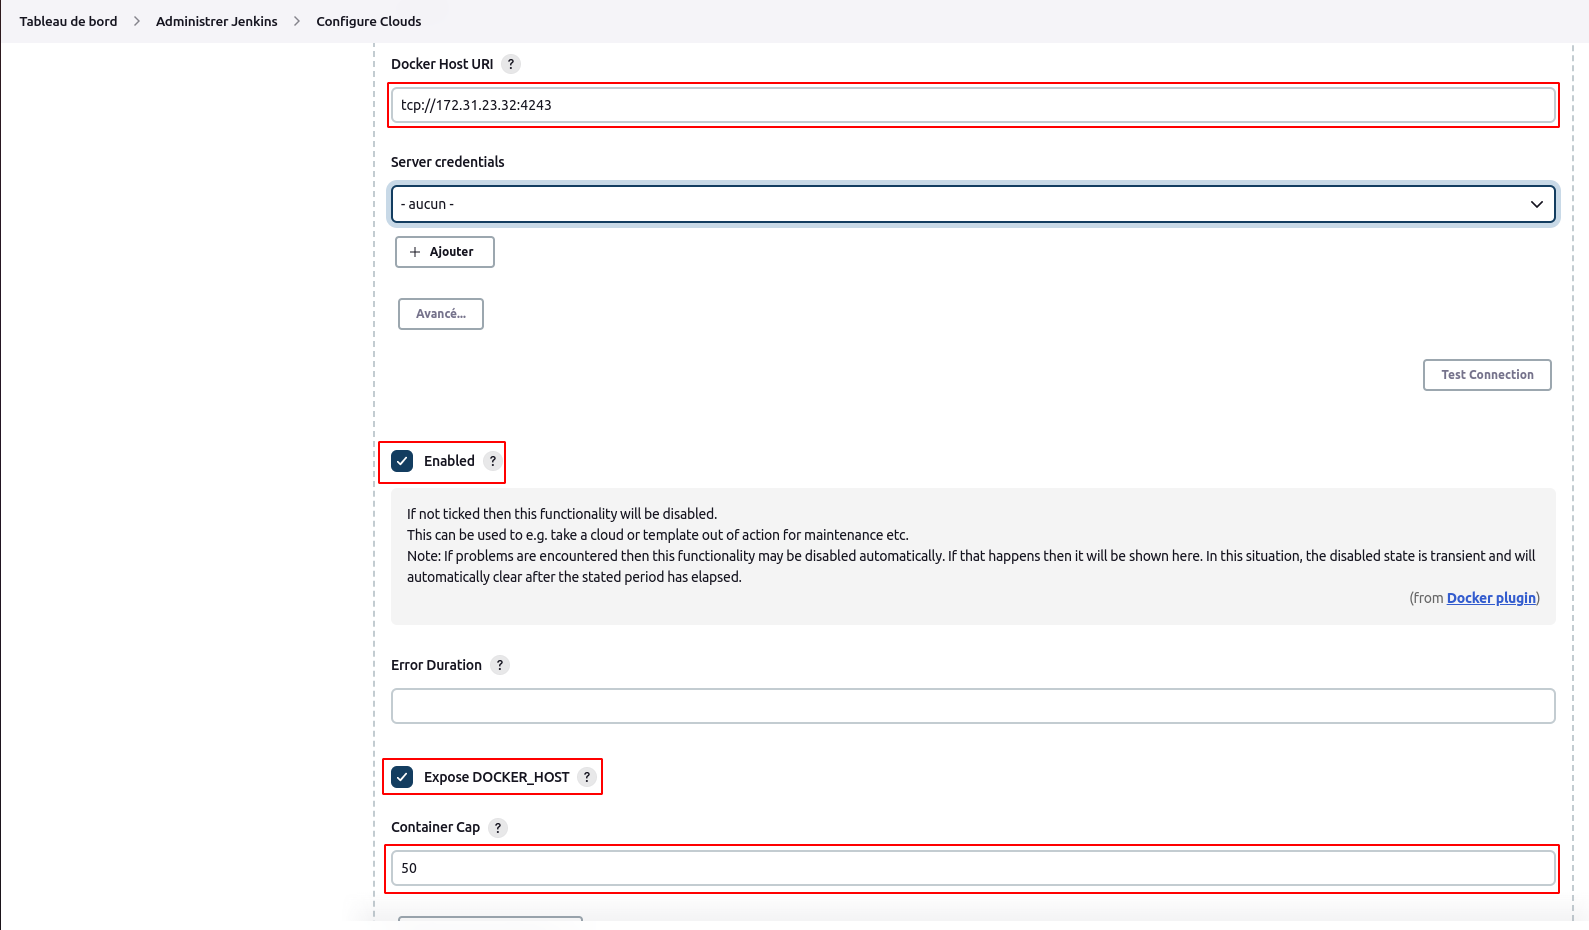 Tableau de bord > Administrer Jenkins > Configure Clouds
Docker Host URI ?
tcp://172.31.23.32:4243
Server credentials
- aucun -
+ Ajouter
Avancé...
Test Connection
Enabled ?
If not ticked then this functionality will be disabled.
This can be used to e.g. take a cloud or template out of action for maintenance etc.
Note: If problems are encountered then this functionality may be disabled automatically. If that happens then it will be shown here. In this situation, the disabled state is transient and will
automatically clear after the stated period has elapsed.
(from Docker plugin)
Error Duration ?
Expose DOCKER_HOST ?
Container Cap ?
50